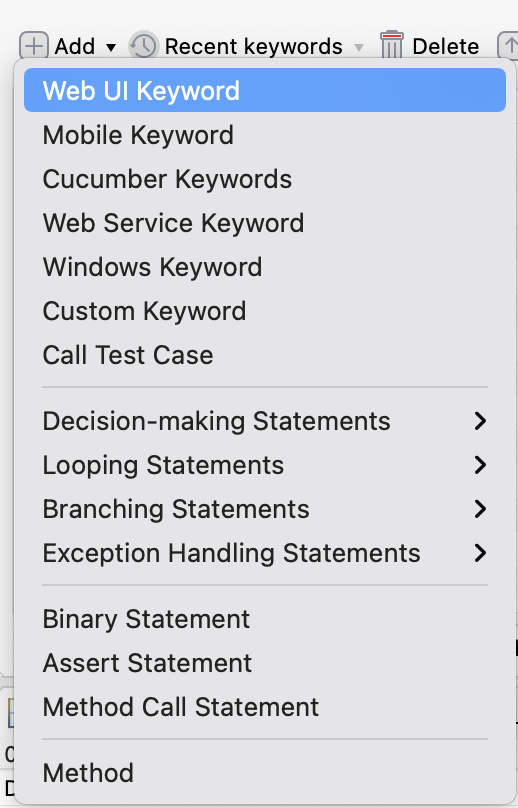 Add Recent keywords Delete
Web UI Keyword
Mobile Keyword
Cucumber Keywords
Web Service Keyword
Windows Keyword
Custom Keyword
Call Test Case
Decision-making Statements
Looping Statements
Branching Statements
Exception Handling Statements
Binary Statement
Assert Statement
Method Call Statement
Method